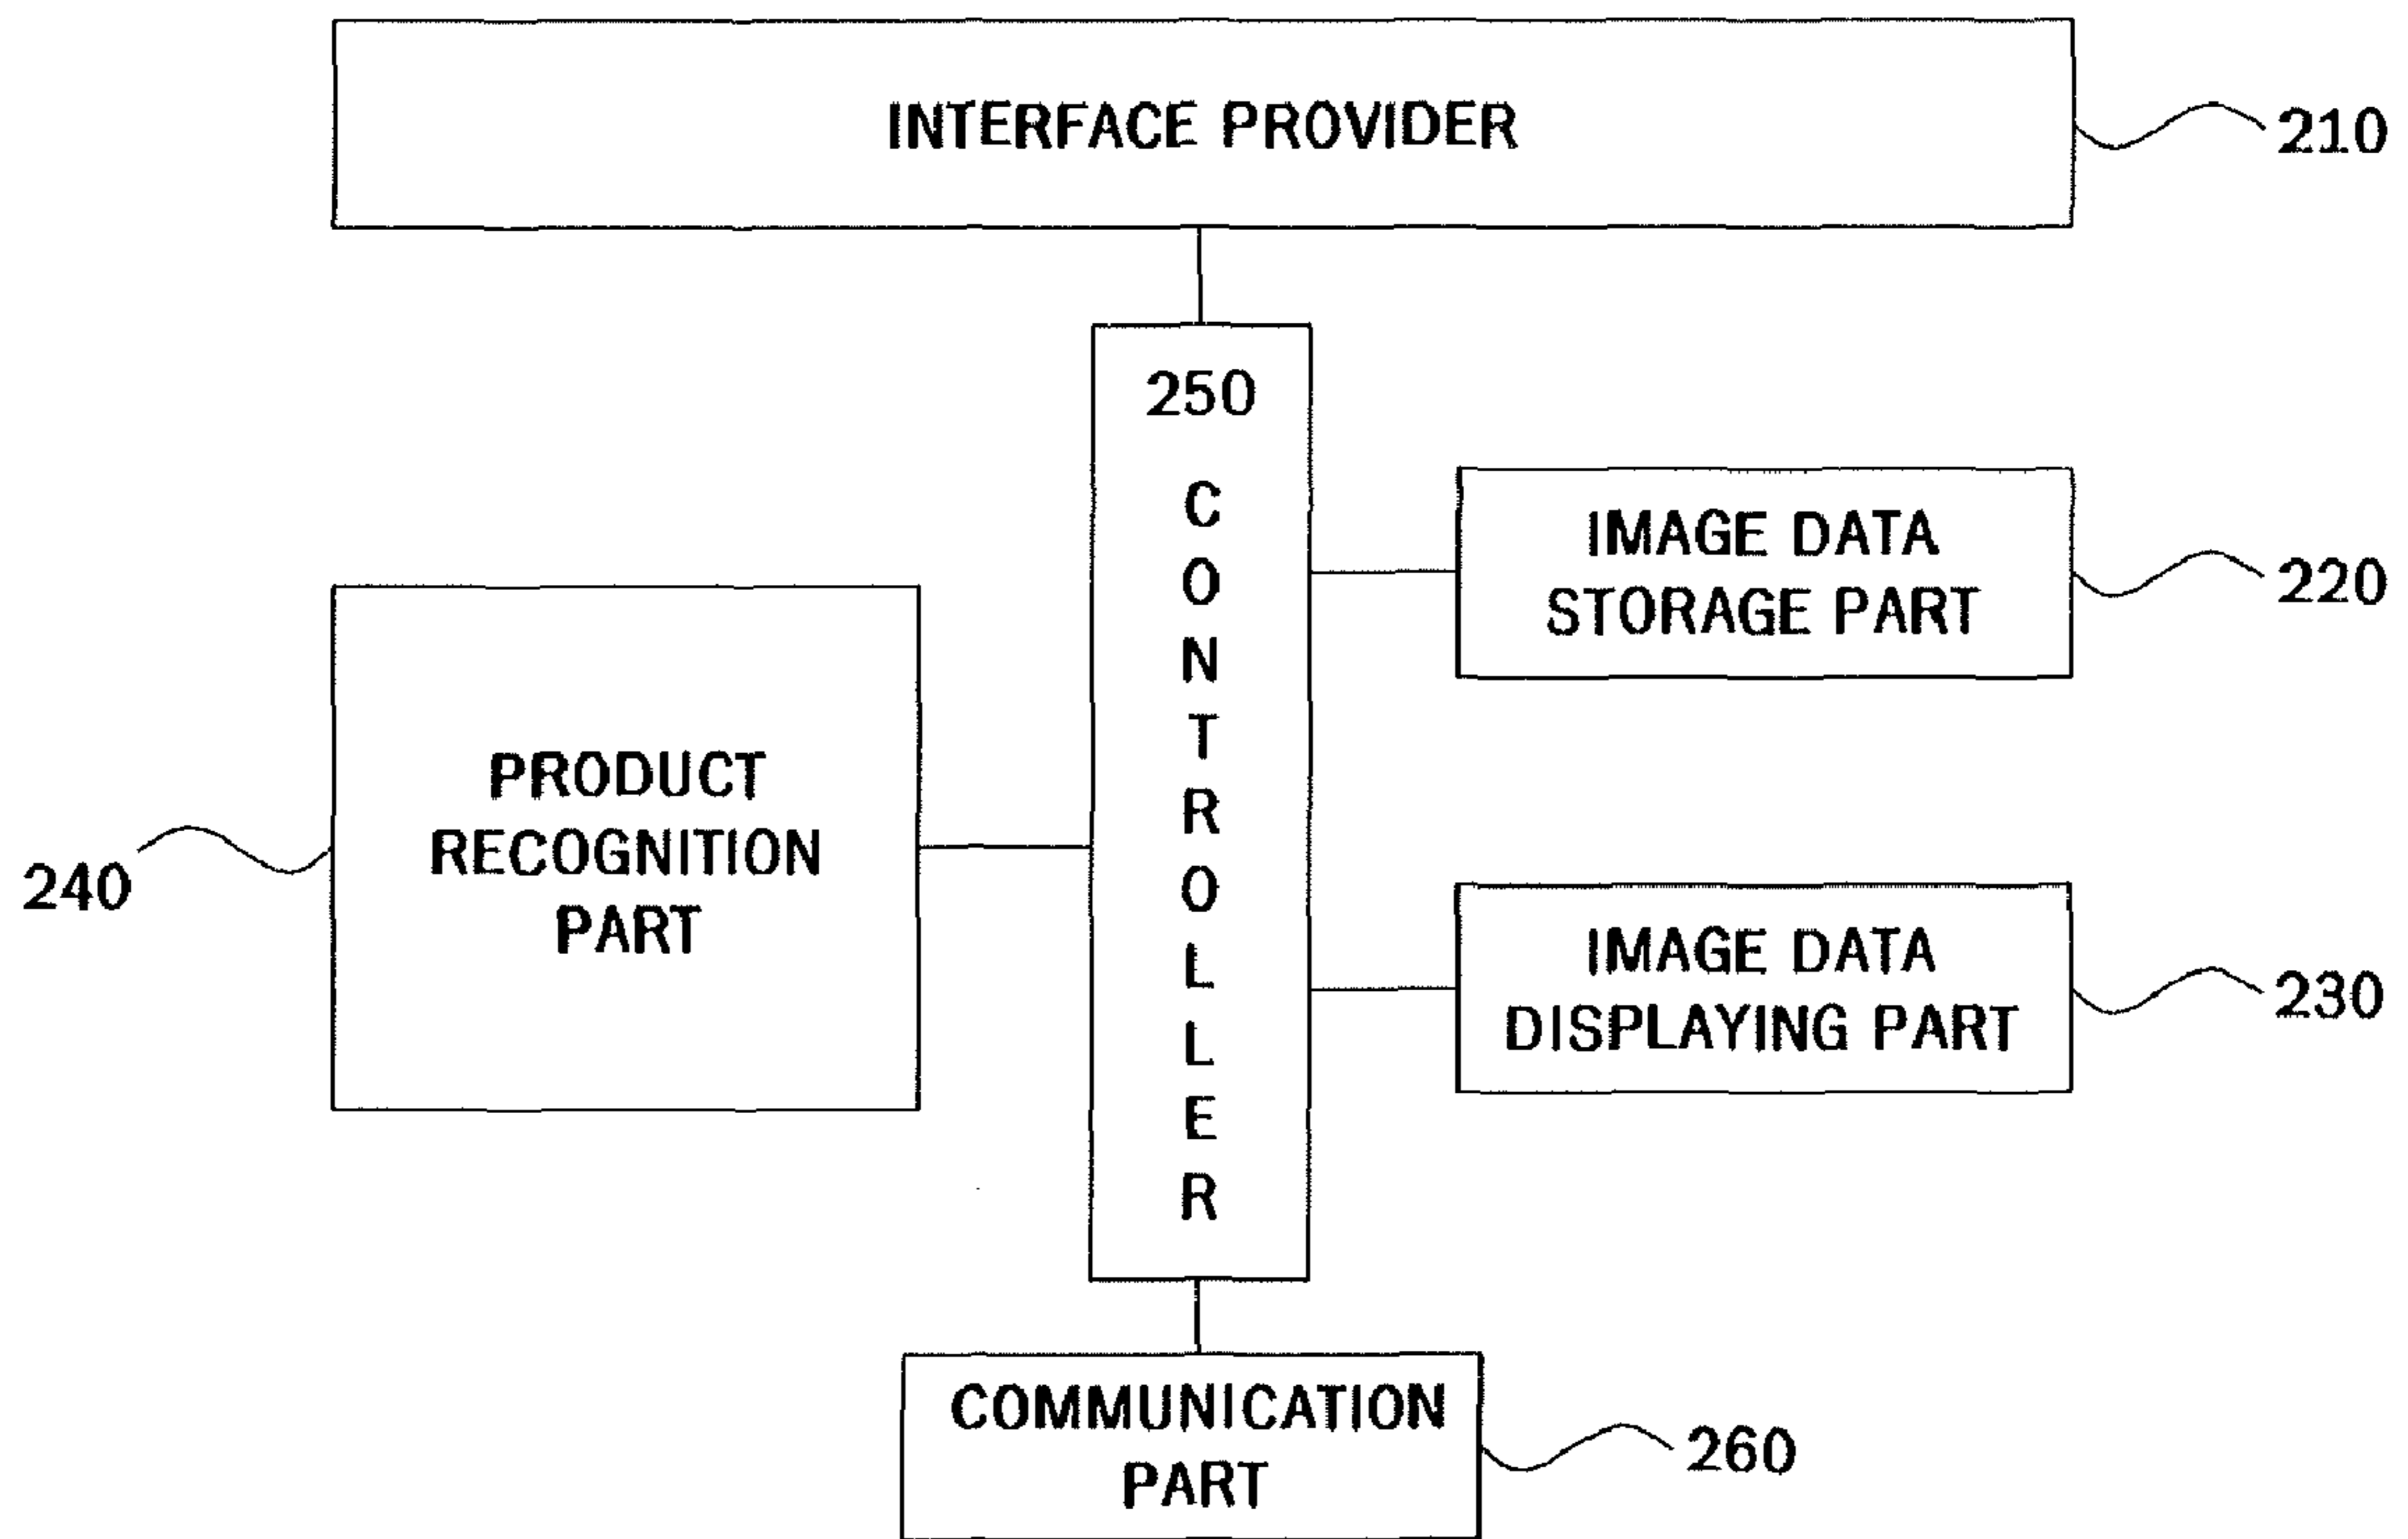 INTERFACE PROVIDER
210
250
CONTROLLER
IMAGE DATA
STORAGE PART
220
PRODUCT
RECOGNITION
PART
240
IMAGE DATA
DISPLAYING PART
230
COMMUNICATION
PART
260